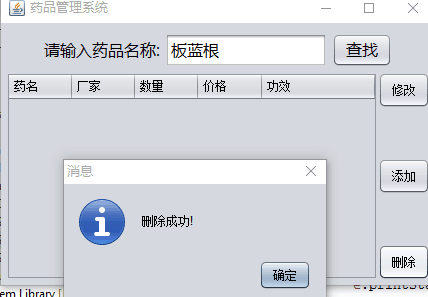 药品管理系统
请输入药品名称: 板蓝根 查找
药名 厂家 数量 价格 功效
修改
添加
删除
消息
删除成功!
确定
em Library [